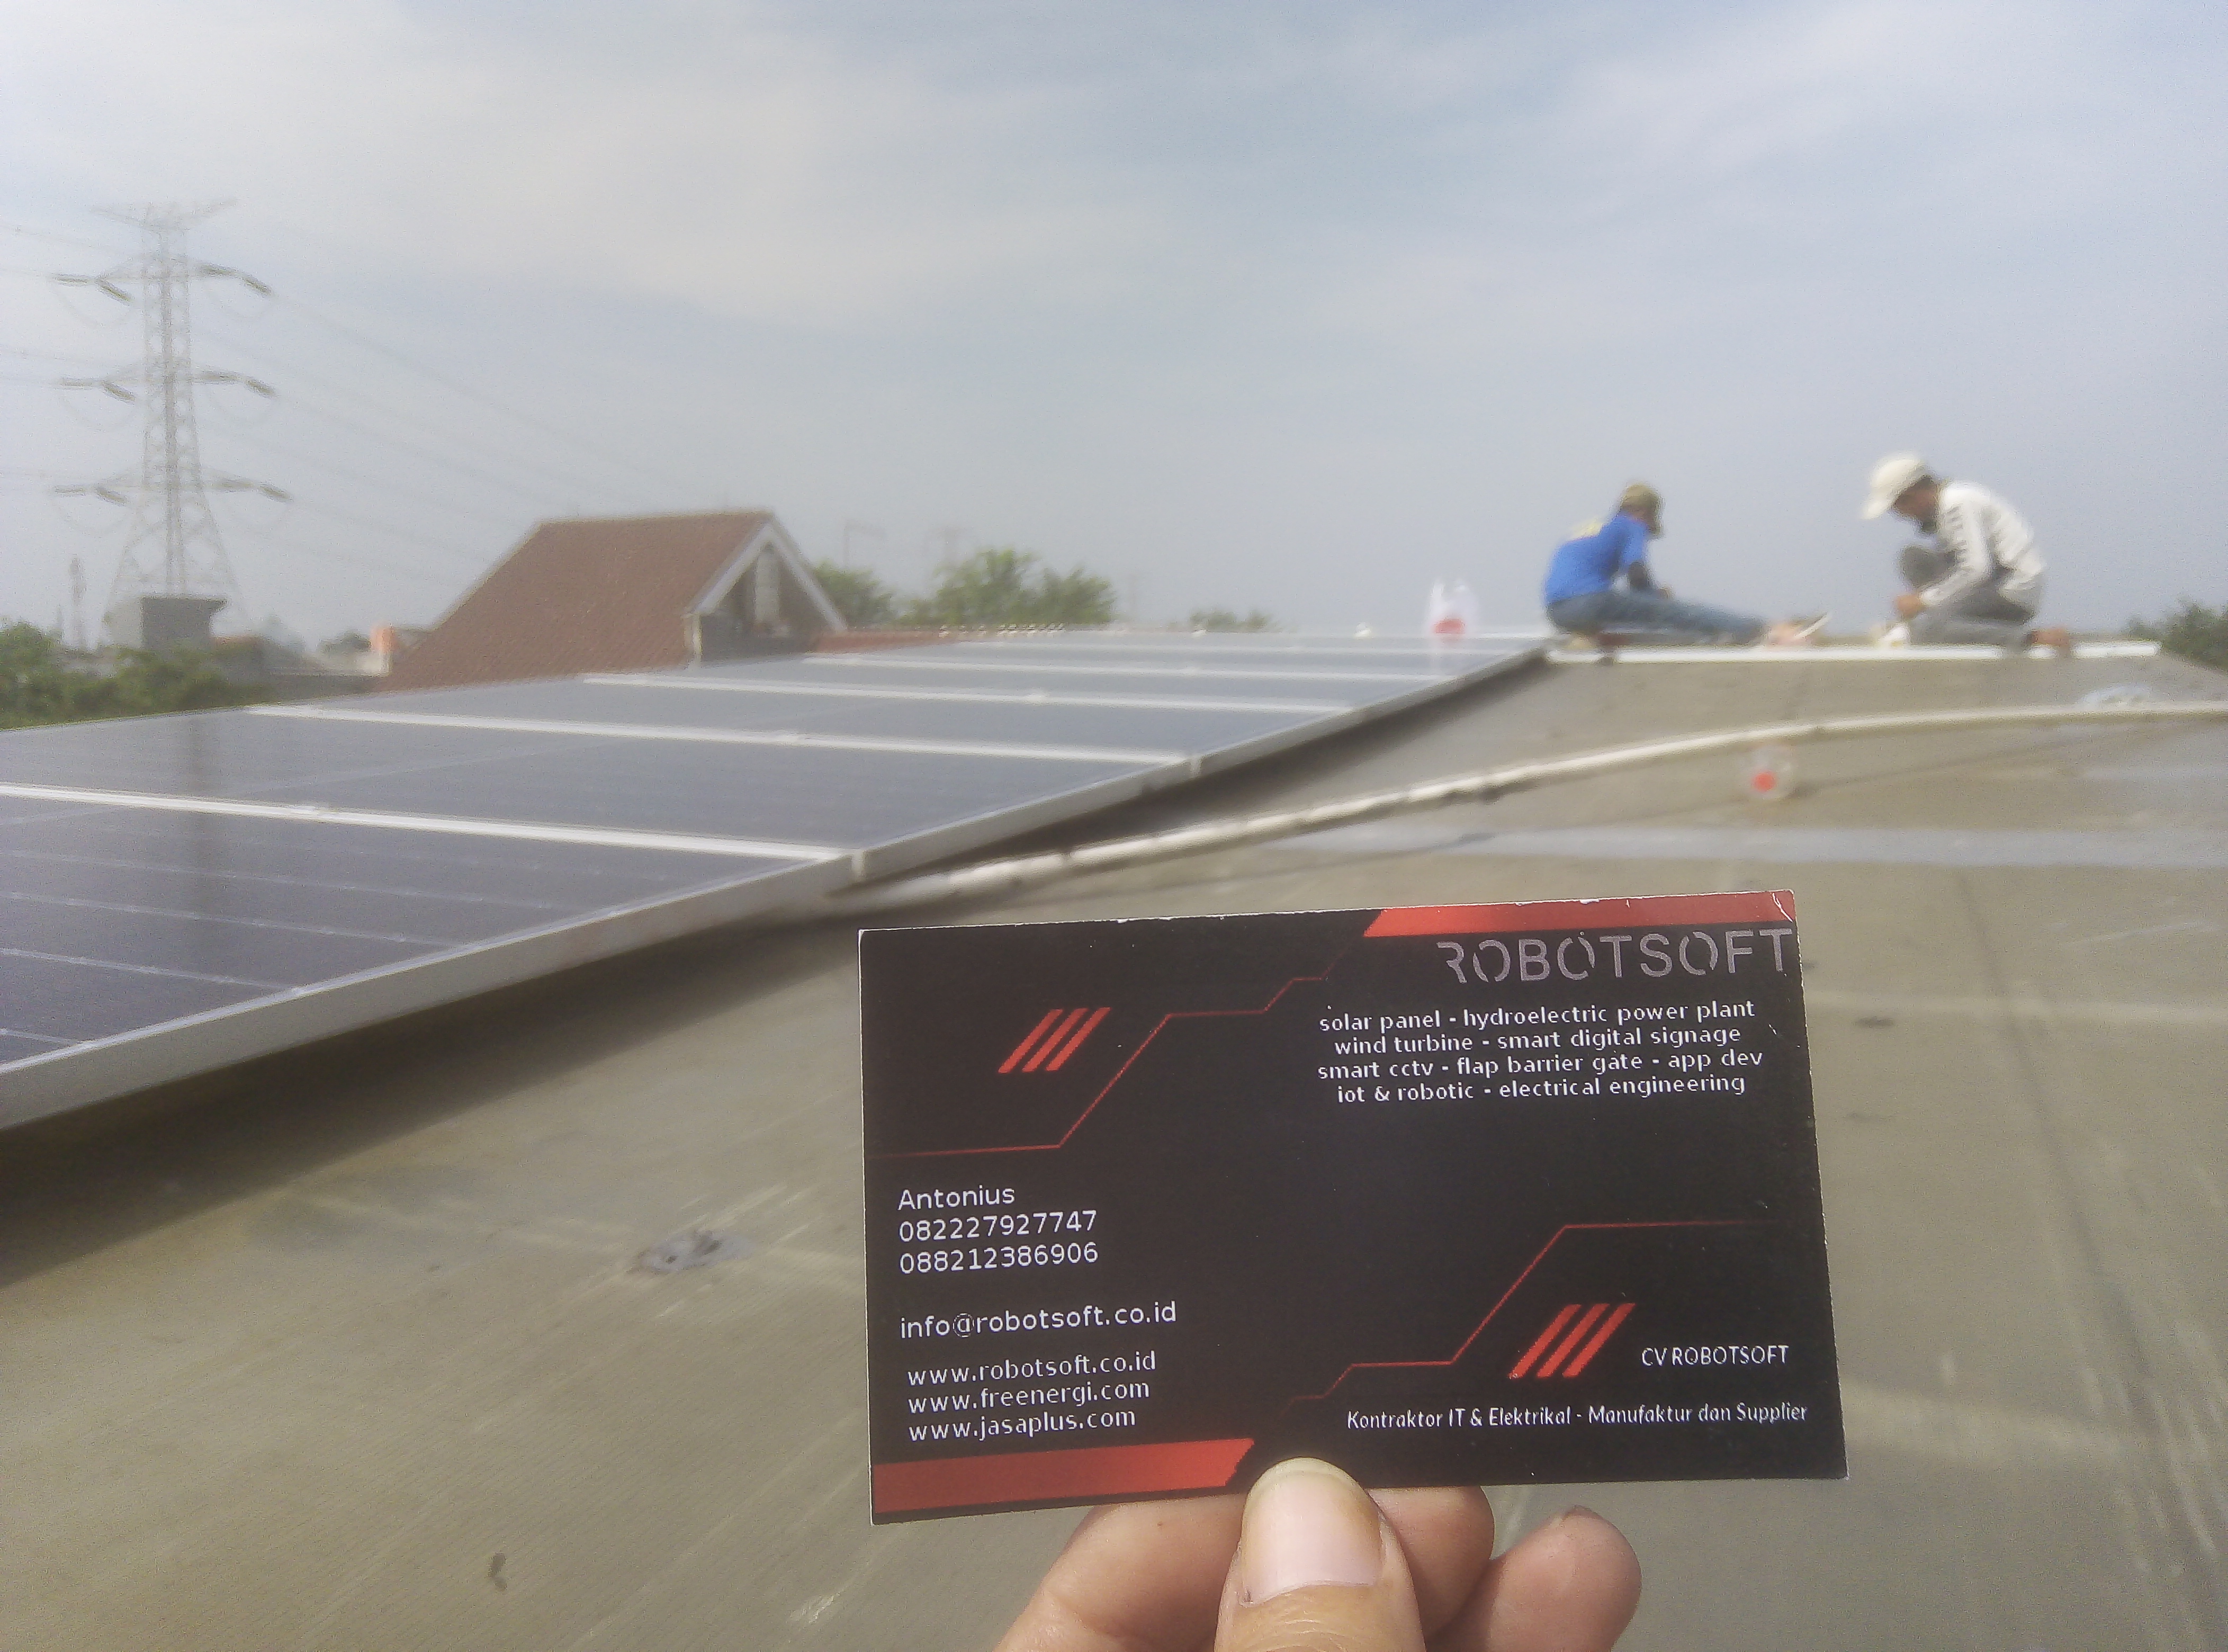 ROBOTSOFT
solar panel - hydroelectric power plant
wind turbine - smart digital signage
smart cctv - flap barrier gate - app dev
iot & robotic - electrical engineering
Antonius
082227927747
088212386906
info@robotsoft.co.id
www.robotsoft.co.id
www.freenergi.com
www.jasaplus.com
CV ROBOTSOFT
Kontraktor IT & Elektrikal - Manufaktur dan Supplier